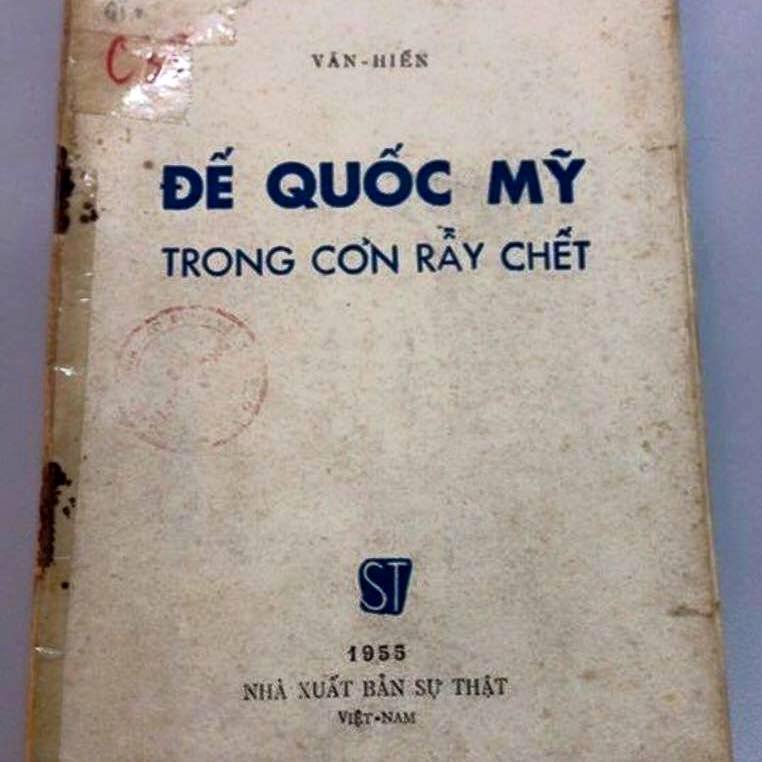 VĂN-HIẾN
ĐẾ QUỐC MỸ
TRONG CƠN RẪY CHẾT
ST
1955
NHÀ XUẤT BẢN SỰ THẬT
VIỆT-NAM